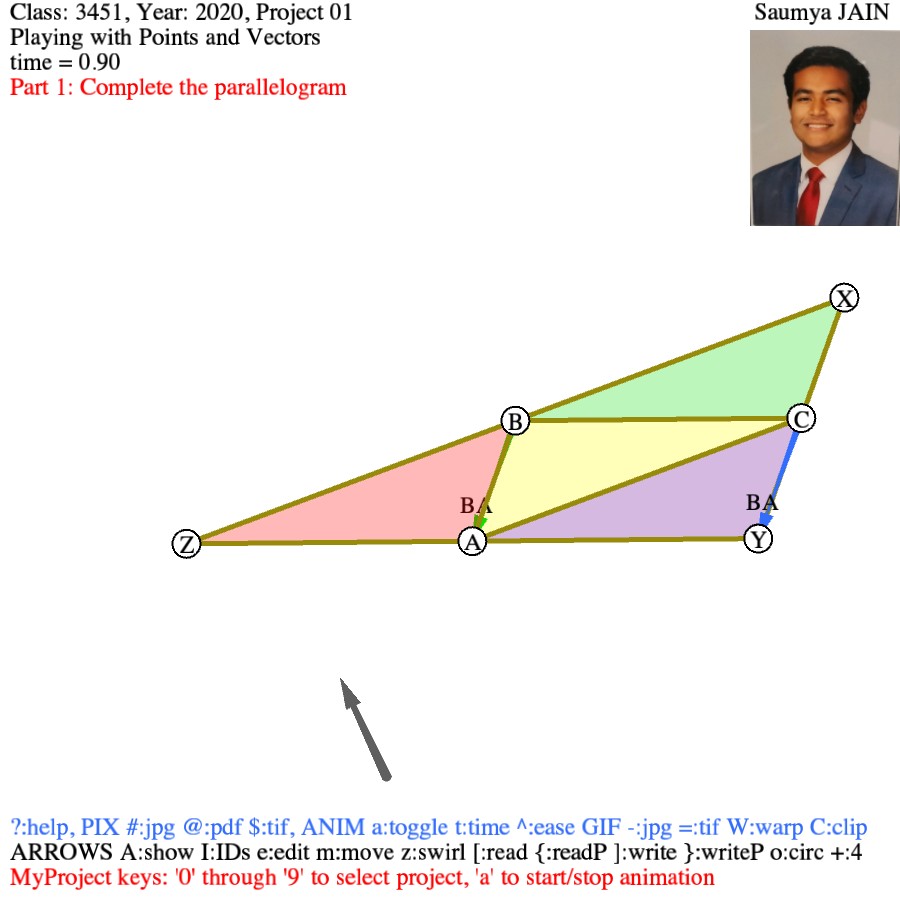 Class: 3451, Year: 2020, Project 01
Saumya JAIN
Playing with Points and Vectors
time = 0.90
Part 1: Complete the parallelogram
X
B
C
BA
BA
Z
A
Y
?:help, PIX #:jpg @:pdf $:tif, ANIM a:toggle t:time ^:ease GIF -:jpg =:tif W:warp C:clip
ARROWS A:show I:IDs e:edit m:move z:swirl [:read {:readP ]:write }:writeP o:circ +:4
MyProject keys: '0' through '9' to select project, 'a' to start/stop animation